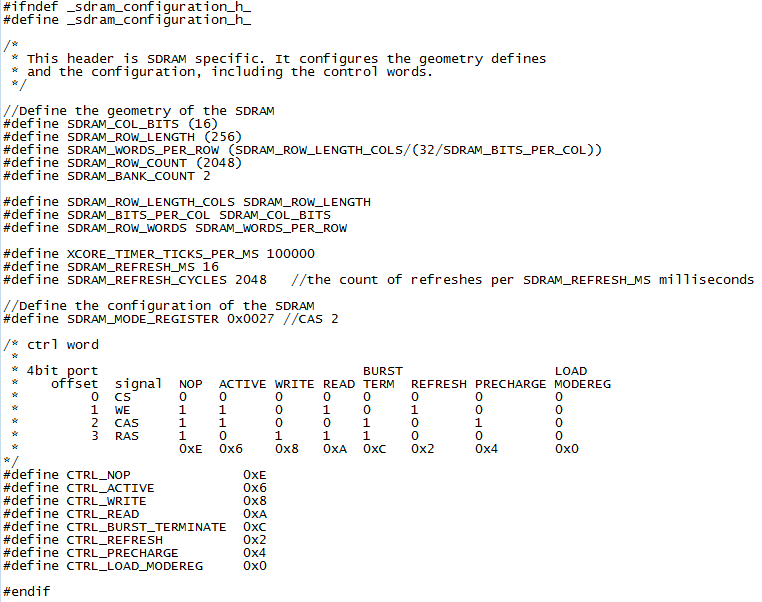 #ifndef _sdram_configuration_h_
#define _sdram_configuration_h_
/*
 * This header is SDRAM specific. It configures the geometry defines
 * and the configuration, including the control words.
 */
//Define the geometry of the SDRAM
#define SDRAM_COL_BITS (16)
#define SDRAM_ROW_LENGTH (256)
#define SDRAM_WORDS_PER_ROW (SDRAM_ROW_LENGTH_COLS/(32/SDRAM_BITS_PER_COL))
#define SDRAM_ROW_COUNT (2048)
#define SDRAM_BANK_COUNT 2
#define SDRAM_ROW_LENGTH_COLS SDRAM_ROW_LENGTH
#define SDRAM_BITS_PER_COL SDRAM_COL_BITS
#define SDRAM_ROW_WORDS SDRAM_WORDS_PER_ROW
#define XCORE_TIMER_TICKS_PER_MS 100000
#define SDRAM_REFRESH_MS 16
#define SDRAM_REFRESH_CYCLES 2048   //the count of refreshes per SDRAM_REFRESH_MS milliseconds
//Define the configuration of the SDRAM
#define SDRAM_MODE_REGISTER 0x0027 //CAS 2
/* ctrl word
 *
 * 4bit port                                 BURST                   LOAD
 *    offset  signal  NOP  ACTIVE WRITE READ TERM  REFRESH PRECHARGE MODEREG
 *         0  CS      0    0      0     0    0     0       0         0
 *         1  WE      1    1      0     1    0     1       0         0
 *         2  CAS     1    1      0     0    1     0       1         0
 *         3  RAS     1    0      1     1    1     0       0         0
 *                    0xE  0x6    0x8   0xA  0xC   0x2     0x4       0x0
*/
#define CTRL_NOP              0xE
#define CTRL_ACTIVE           0x6
#define CTRL_WRITE            0x8
#define CTRL_READ             0xA
#define CTRL_BURST_TERMINATE  0xC
#define CTRL_REFRESH          0x2
#define CTRL_PRECHARGE        0x4
#define CTRL_LOAD_MODEREG     0x0
#endif